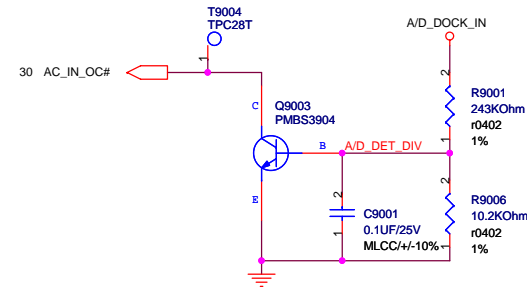 T9004
TPC28T
A/D_DOCK_IN
1
30 AC_IN_OC#
2
R9001
243KOhm
r0402
1%
1
C
Q9003
PMBS3904
B
A/D_DET_DIV
E
2
C9001
0.1UF/25V
MLCC/+/-10%
1
2
R9006
10.2KOhm
r0402
1%
1